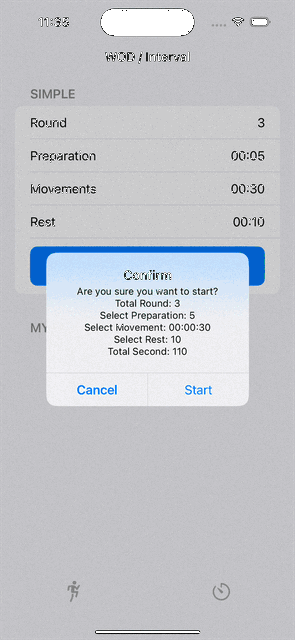 WOD / Interval
SIMPLE
Round 3
Preparation 00:05
Movements 00:30
Rest 00:10
Confirm
Are you sure you want to start?
Total Round: 3
Select Preparation: 5
Select Movement: 00:00:30
Select Rest: 10
Total Second: 110
MY
Cancel Start